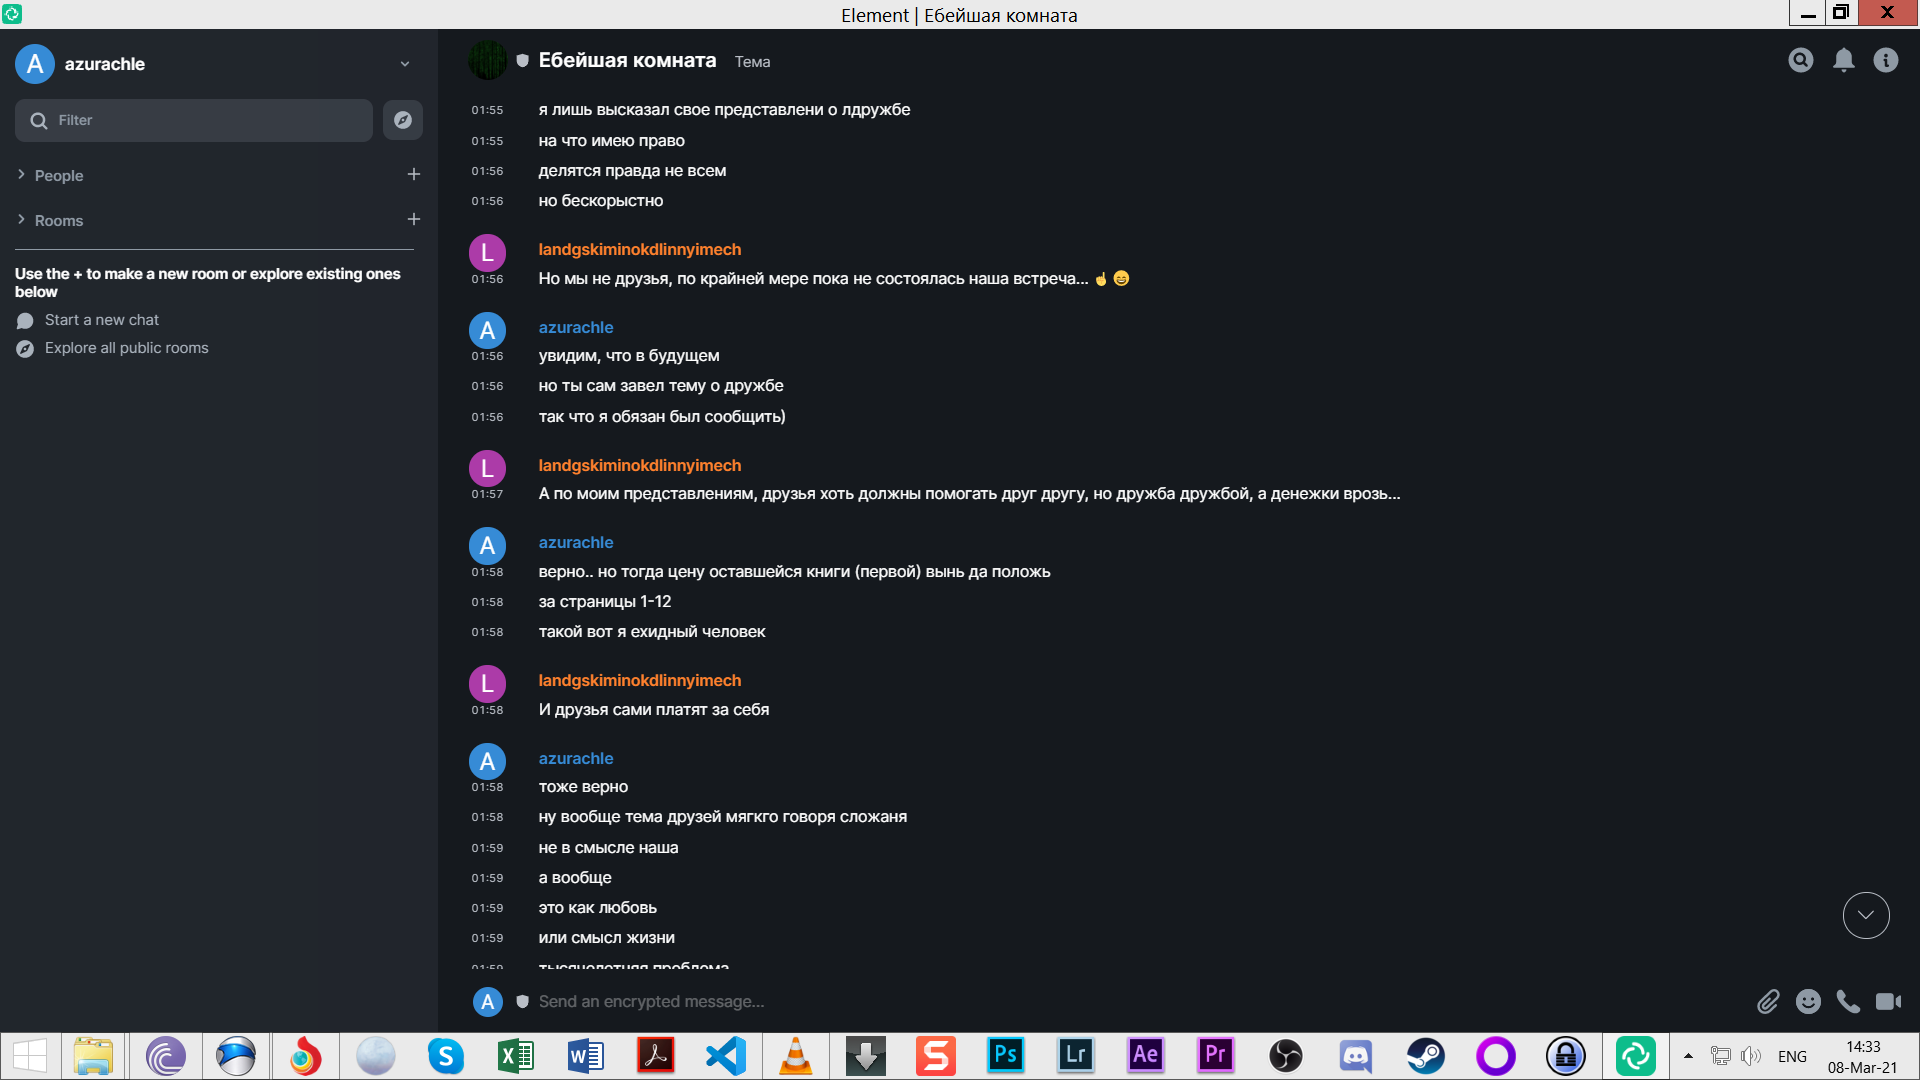 Element | Ебейшая комната
A
azurachle
Filter
People
Rooms
Use the + to make a new room or explore existing ones
below
Start a new chat
Explore all public rooms
Ебейшая комната Тема
01:55 я лишь высказал свое представлени о лдружбе
01:55 на что имею право
01:56 делятся правда не всем
01:56 но бескорыстно
L landgskiminokdlinnyimech
01:56 Но мы не друзья, по крайней мере пока не состоялась наша встреча... ☝😄
A azurachle
01:56 увидим, что в будущем
01:56 но ты сам завел тему о дружбе
01:56 так что я обязан был сообщить)
L landgskiminokdlinnyimech
01:57 А по моим представлениям, друзья хоть должны помогать друг другу, но дружба дружбой, а денежки врозь...
A azurachle
01:58 верно.. но тогда цену оставшейся книги (первой) вынь да положь
01:58 за страницы 1-12
01:58 такой вот я ехидный человек
L landgskiminokdlinnyimech
01:58 И друзья сами платят за себя
A azurachle
01:58 тоже верно
01:58 ну вообще тема друзей мягкго говоря сложаня
01:59 не в смысле наша
01:59 а вообще
01:59 это как любовь
01:59 или смысл жизни
01:59 тысячелетняя проблема
A Send an encrypted message...
S X W Ps Lr Ae Pr
ENG
14:33
08-Mar-21